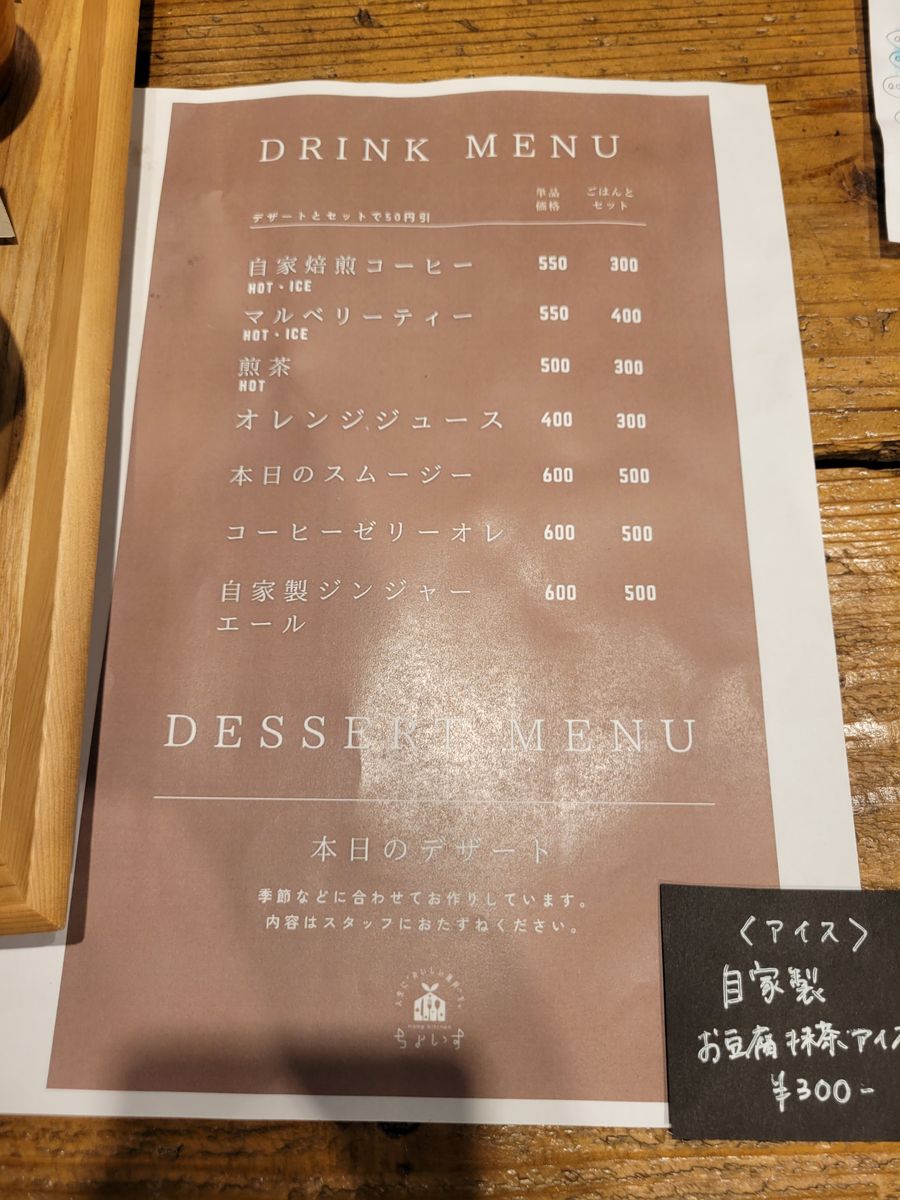 DRINK MENU
単品
価格
ごはんと
セット
デザートとセットで50円引
自家焙煎コーヒー 550 300
HOT・ICE
マルベリーティー 550 400
HOT・ICE
煎茶 500 300
HOT
オレンジジュース 400 300
本日のスムージー 600 500
コーヒーゼリーオレ 600 500
自家製ジンジャー 600 500
エール
DESSERT MENU
本日のデザート
季節などに合わせてお作りしています。
内容はスタッフにおたずねください。
home kitchen
ちょいす
〈アイス〉
自家製
お豆腐抹茶アイス
¥300-